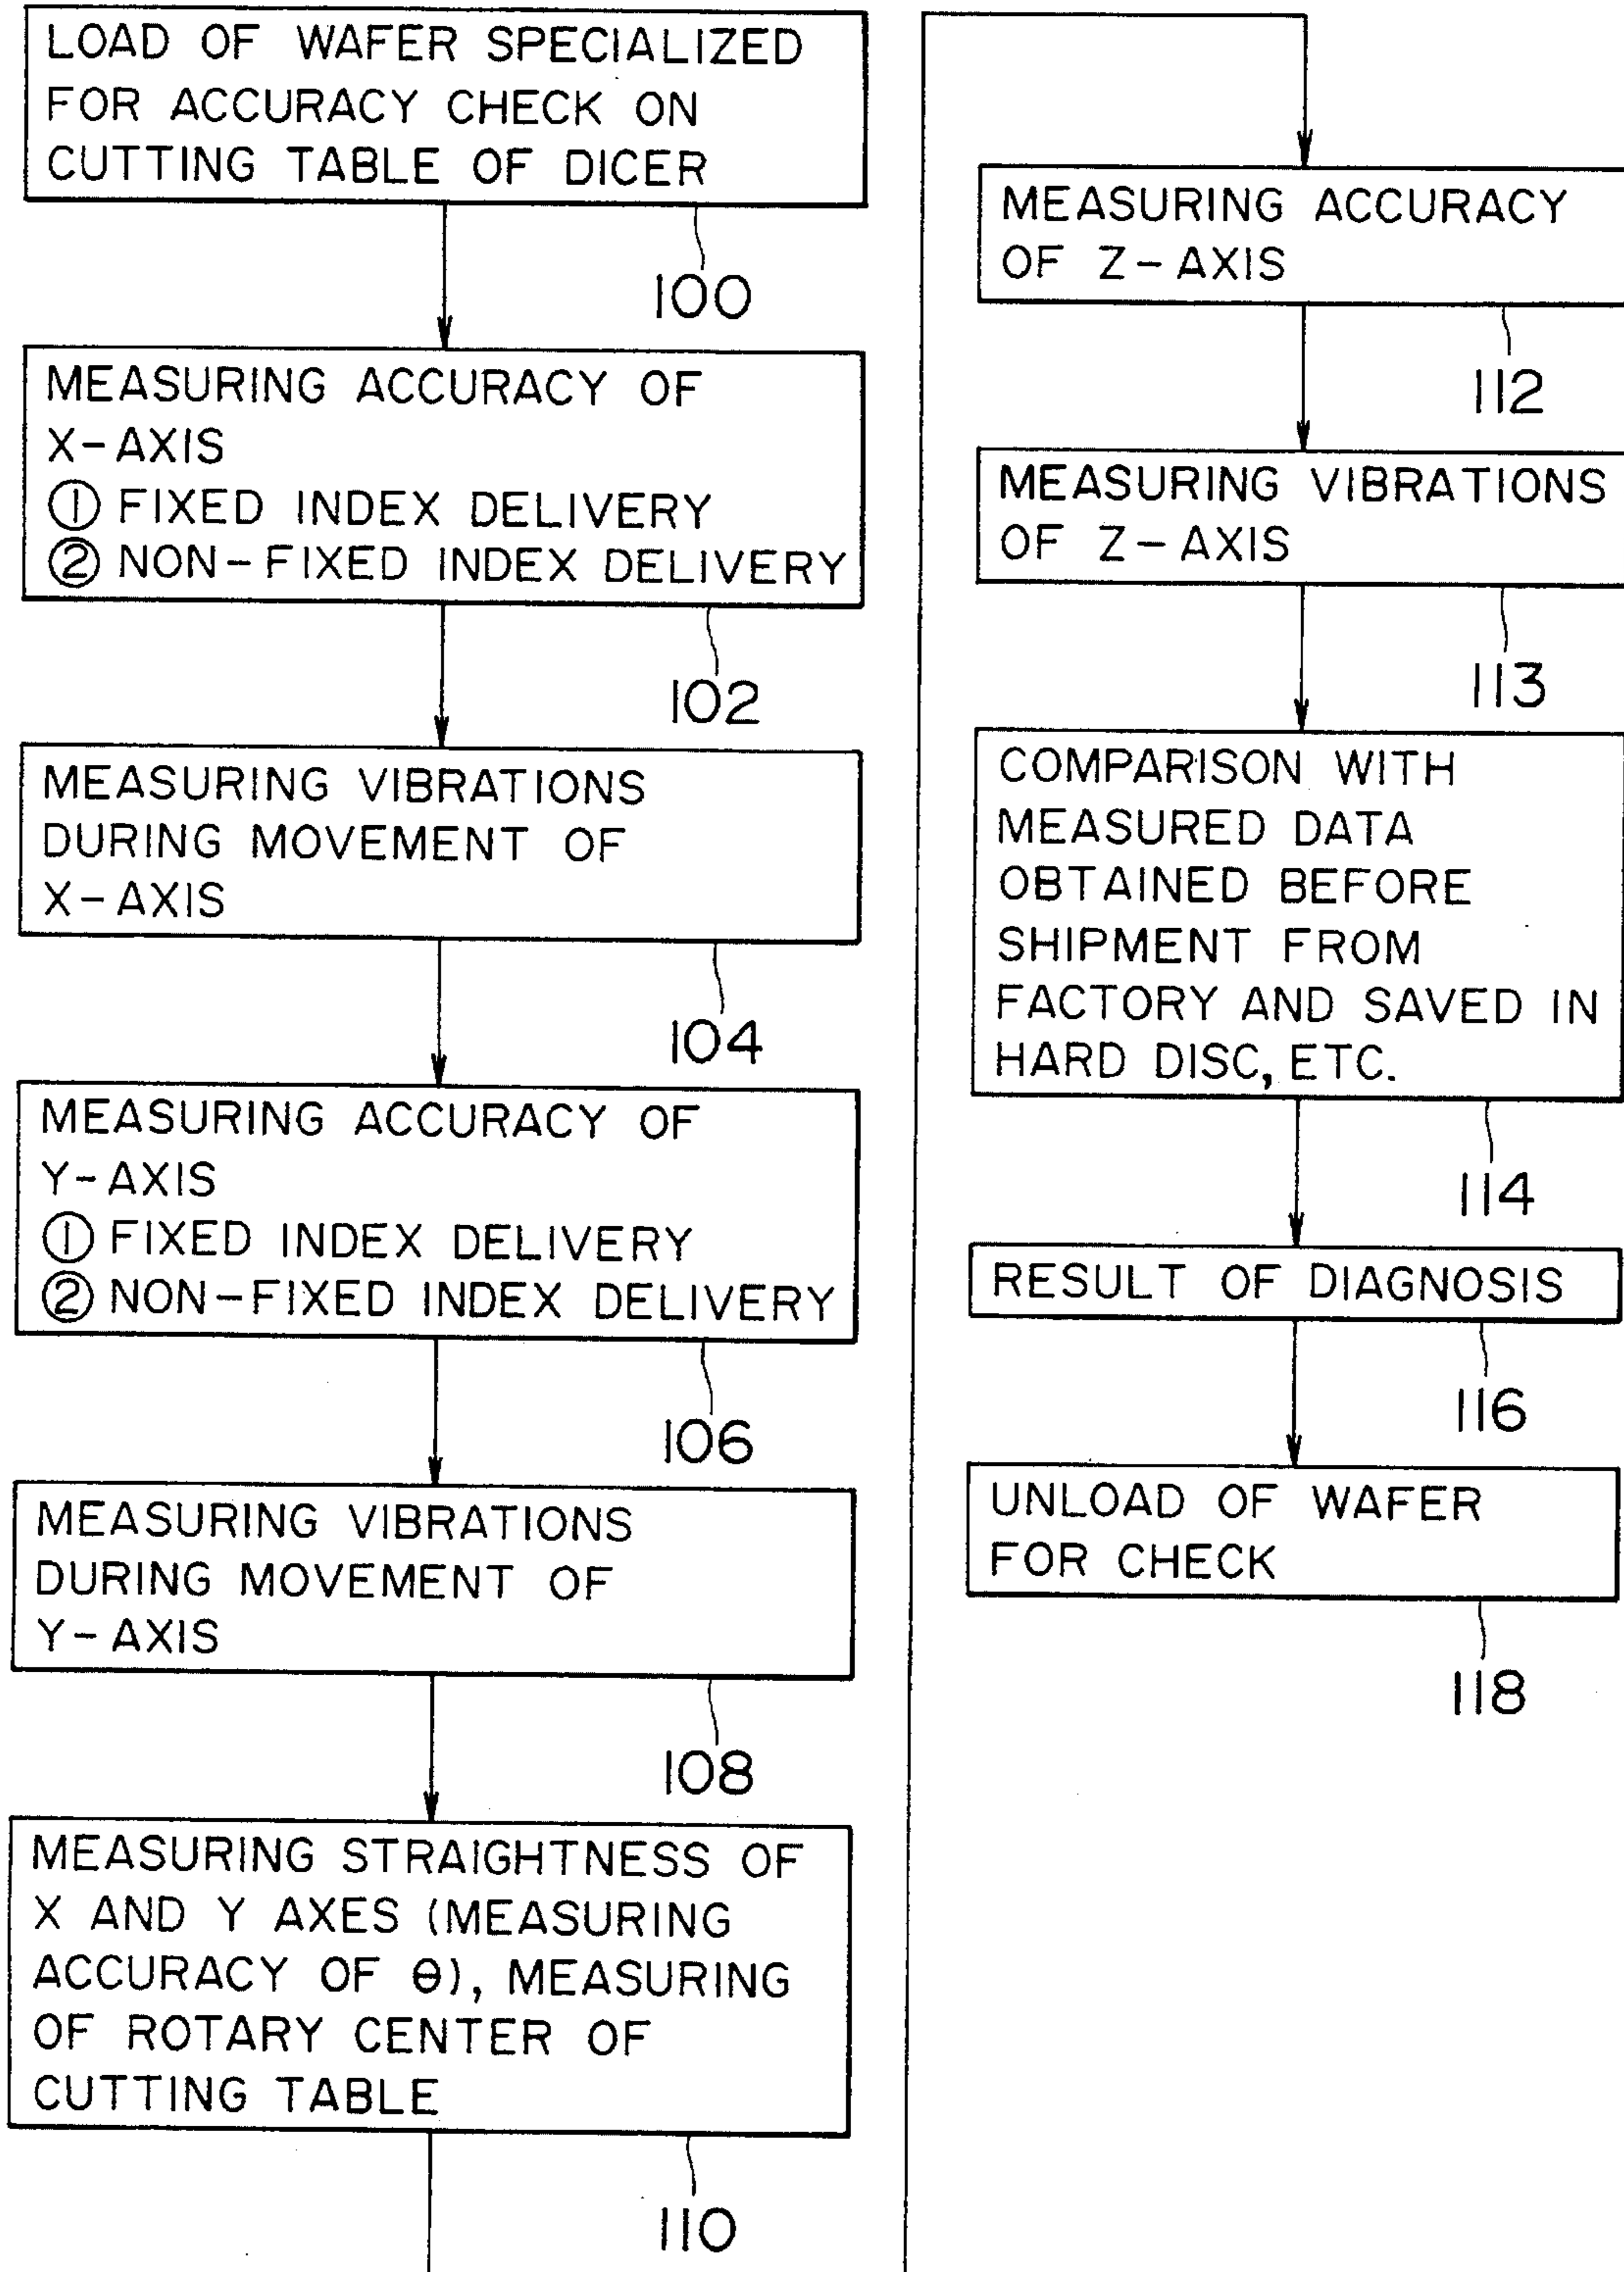 LOAD OF WAFER SPECIALIZED
FOR ACCURACY CHECK ON
CUTTING TABLE OF DICER
100
MEASURING ACCURACY OF
X-AXIS
① FIXED INDEX DELIVERY
② NON-FIXED INDEX DELIVERY
102
MEASURING VIBRATIONS
DURING MOVEMENT OF
X-AXIS
104
MEASURING ACCURACY OF
Y-AXIS
① FIXED INDEX DELIVERY
② NON-FIXED INDEX DELIVERY
106
MEASURING VIBRATIONS
DURING MOVEMENT OF
Y-AXIS
108
MEASURING STRAIGHTNESS OF
X AND Y AXES (MEASURING
ACCURACY OF θ), MEASURING
OF ROTARY CENTER OF
CUTTING TABLE
110
MEASURING ACCURACY
OF Z-AXIS
112
MEASURING VIBRATIONS
OF Z-AXIS
113
COMPARISON WITH
MEASURED DATA
OBTAINED BEFORE
SHIPMENT FROM
FACTORY AND SAVED IN
HARD DISC, ETC.
114
RESULT OF DIAGNOSIS
116
UNLOAD OF WAFER
FOR CHECK
118